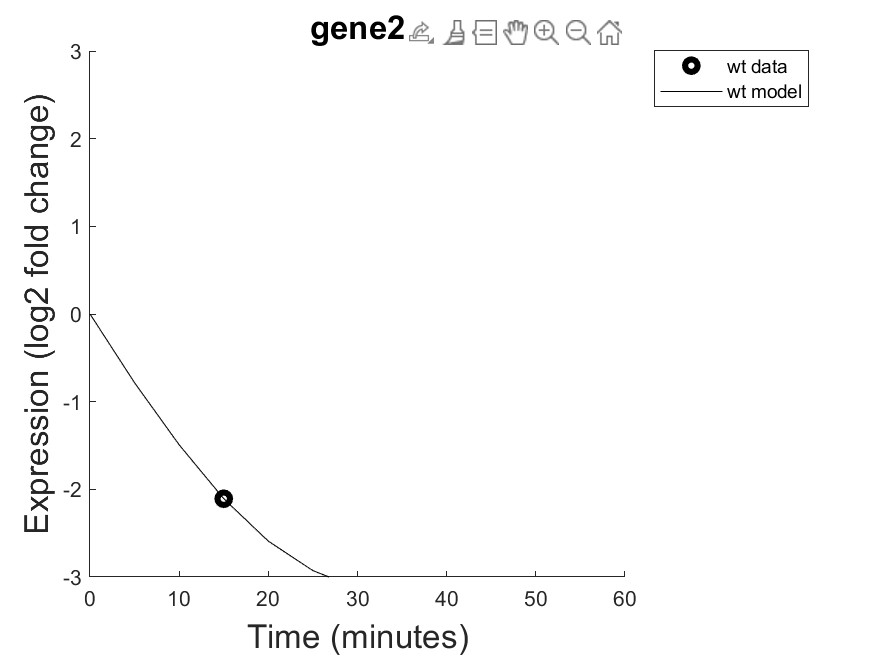 gene2
wt data
wt model
Expression (log2 fold change)
3
2
1
0
-1
-2
-3
0 10 20 30 40 50 60
Time (minutes)